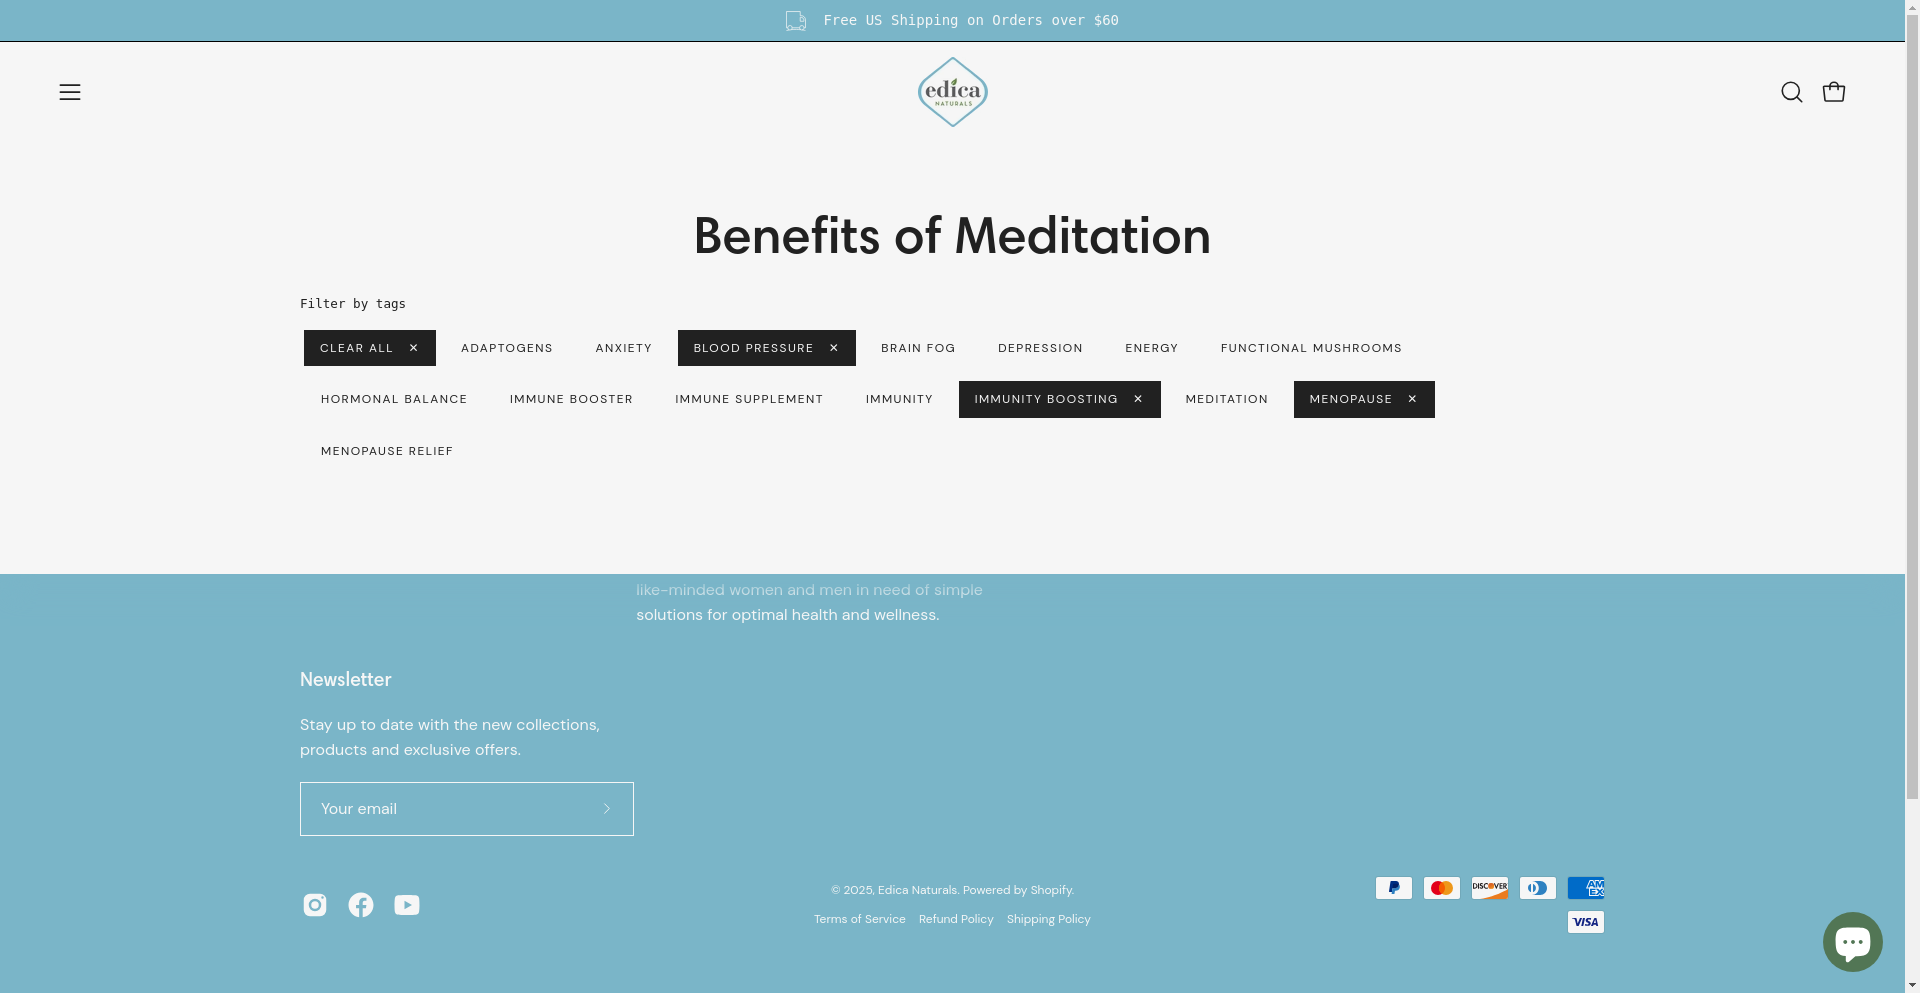 Free US Shipping on Orders over $60
edica
NATURALS
Benefits of Meditation
Filter by tags
CLEAR ALL × ADAPTOGENS ANXIETY BLOOD PRESSURE × BRAIN FOG DEPRESSION ENERGY FUNCTIONAL MUSHROOMS
HORMONAL BALANCE IMMUNE BOOSTER IMMUNE SUPPLEMENT IMMUNITY IMMUNITY BOOSTING × MEDITATION MENOPAUSE ×
MENOPAUSE RELIEF
like-minded women and men in need of simple
solutions for optimal health and wellness.
Newsletter
Stay up to date with the new collections,
products and exclusive offers.
Your email
© 2025, Edica Naturals. Powered by Shopify.
Terms of Service Refund Policy Shipping Policy
DISCOVER
AM
EX
VISA